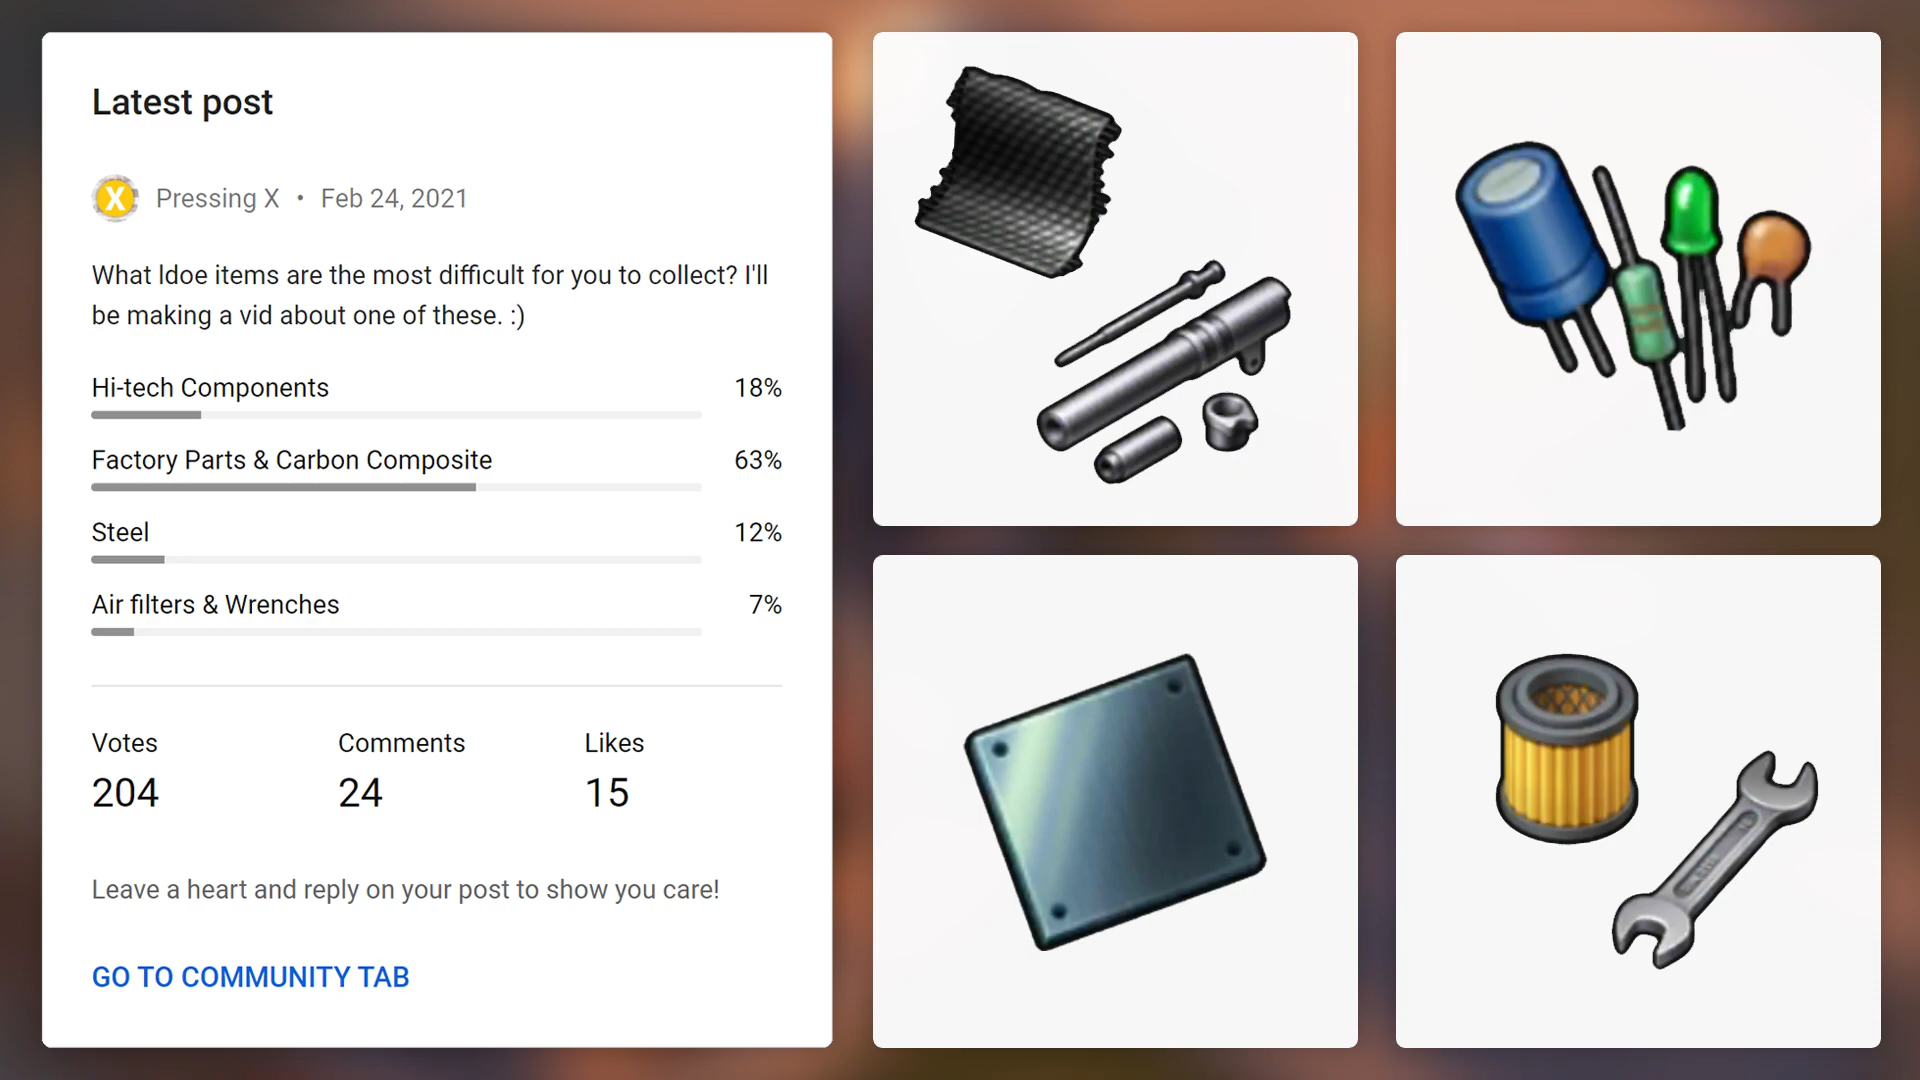 Latest post
X Pressing X • Feb 24, 2021
What ldoe items are the most difficult for you to collect? I'll
be making a vid about one of these. :)
Hi-tech Components 18%
Factory Parts & Carbon Composite 63%
Steel 12%
Air filters & Wrenches 7%
Votes Comments Likes
204 24 15
Leave a heart and reply on your post to show you care!
GO TO COMMUNITY TAB